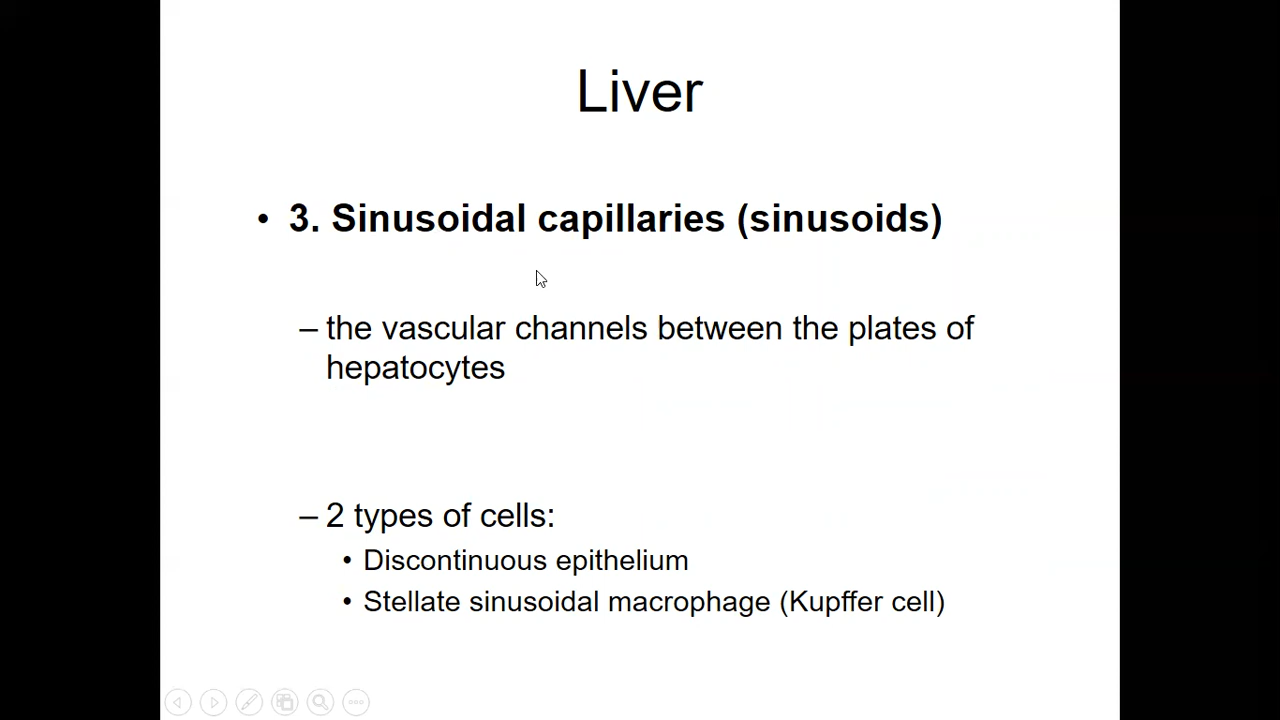 Liver
• 3. Sinusoidal capillaries (sinusoids)
– the vascular channels between the plates of
hepatocytes
– 2 types of cells:
• Discontinuous epithelium
• Stellate sinusoidal macrophage (Kupffer cell)